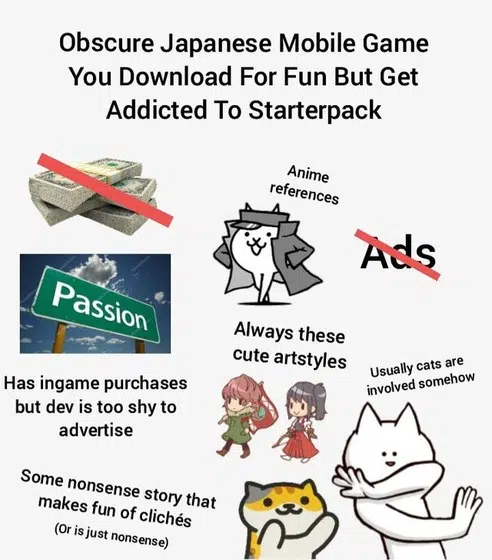 Obscure Japanese Mobile Game
You Download For Fun But Get
Addicted To Starterpack
Anime
references
Ads
Passion
Always these
cute artstyles
Usually cats are
involved somehow
Has ingame purchases
but dev is too shy to
advertise
Some nonsense story that
makes fun of clichés
(Or is just nonsense)